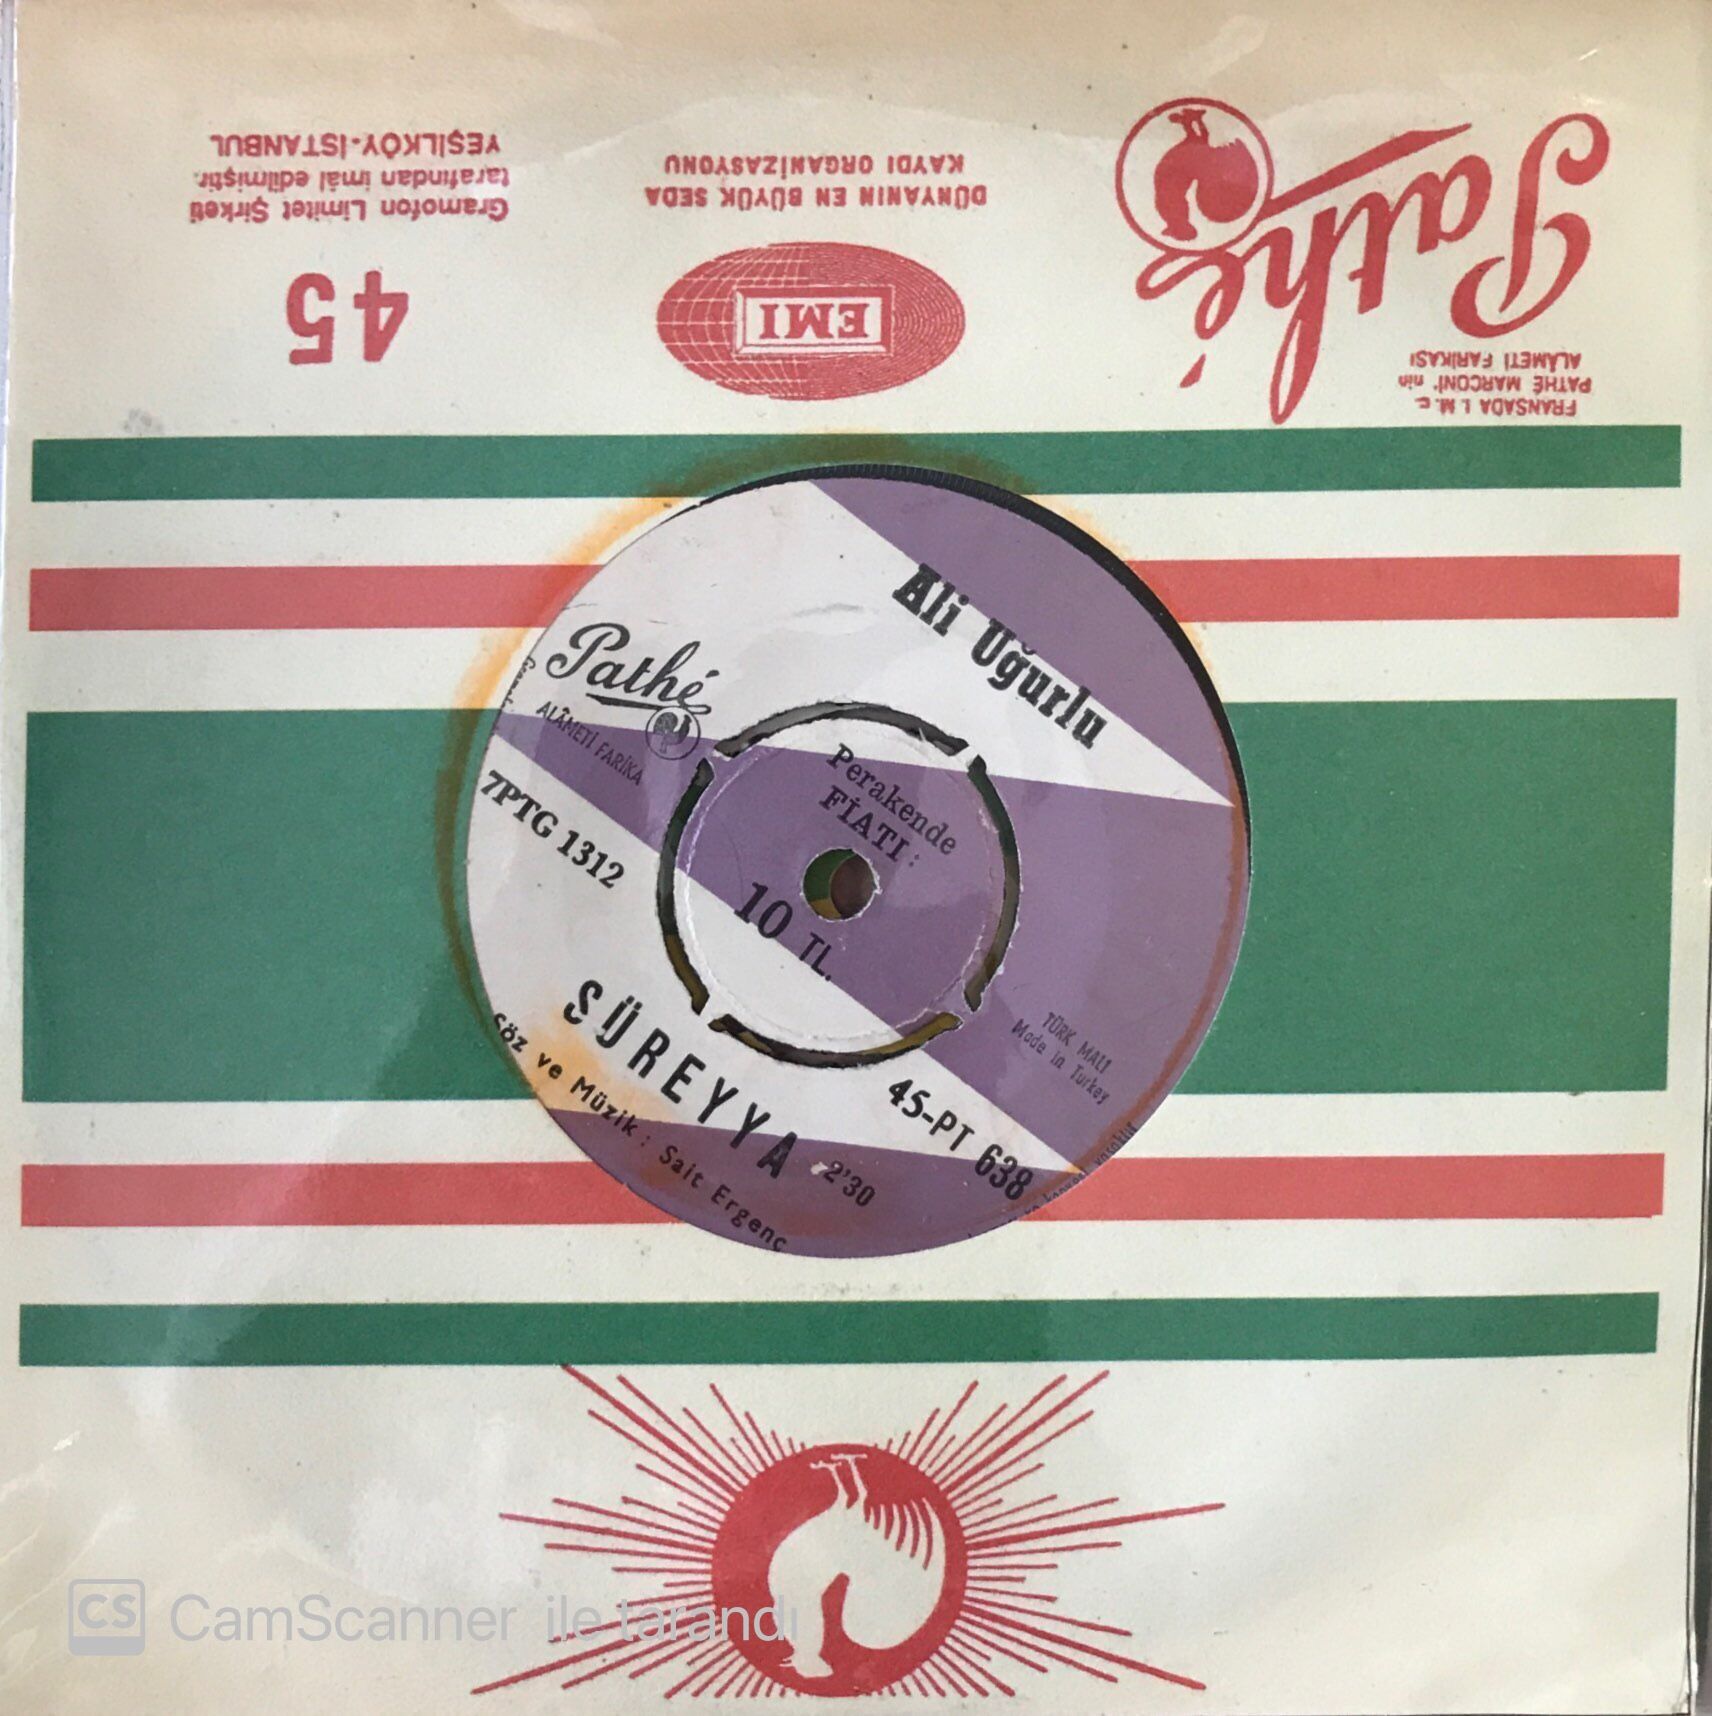 FRANSADA I. M. E.
PATHÉ MARCONİ' nin
ALÂMETİ FARİKASI
Pathé
EMI
DÜNYANIN EN BÜYÜK SEDA
KAYDI ORGANİZASYONU
45
Gramofon Limitet Şirketi
tarafından imâl edilmiştir.
YEŞİLKÖY-İSTANBUL
Ali Uğurlu
Pathé
ALÂMETİ FARİKA
7PTG 1312
Perakende
FİATI:
10 TL.
TÜRK MALI
Made in Turkey
45-PT 638
SÜREYYA 2'30
Söz ve Müzik: Sait Ergenç
CS CamScanner ile tarandı